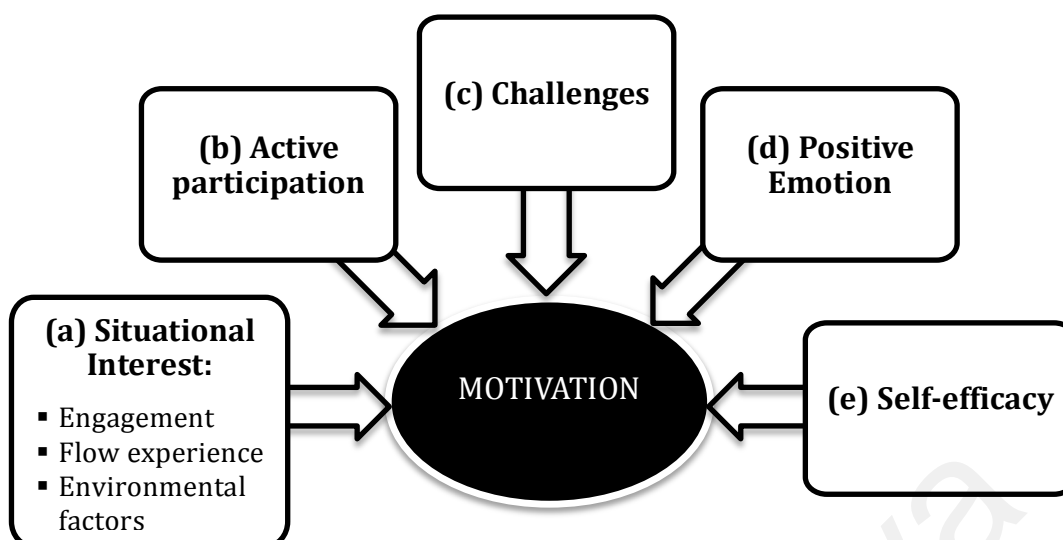 (c) Challenges
(b) Active
participation
(d) Positive
Emotion
(a) Situational
Interest:
▪ Engagement
▪ Flow experience
▪ Environmental
factors
MOTIVATION
(e) Self-efficacy